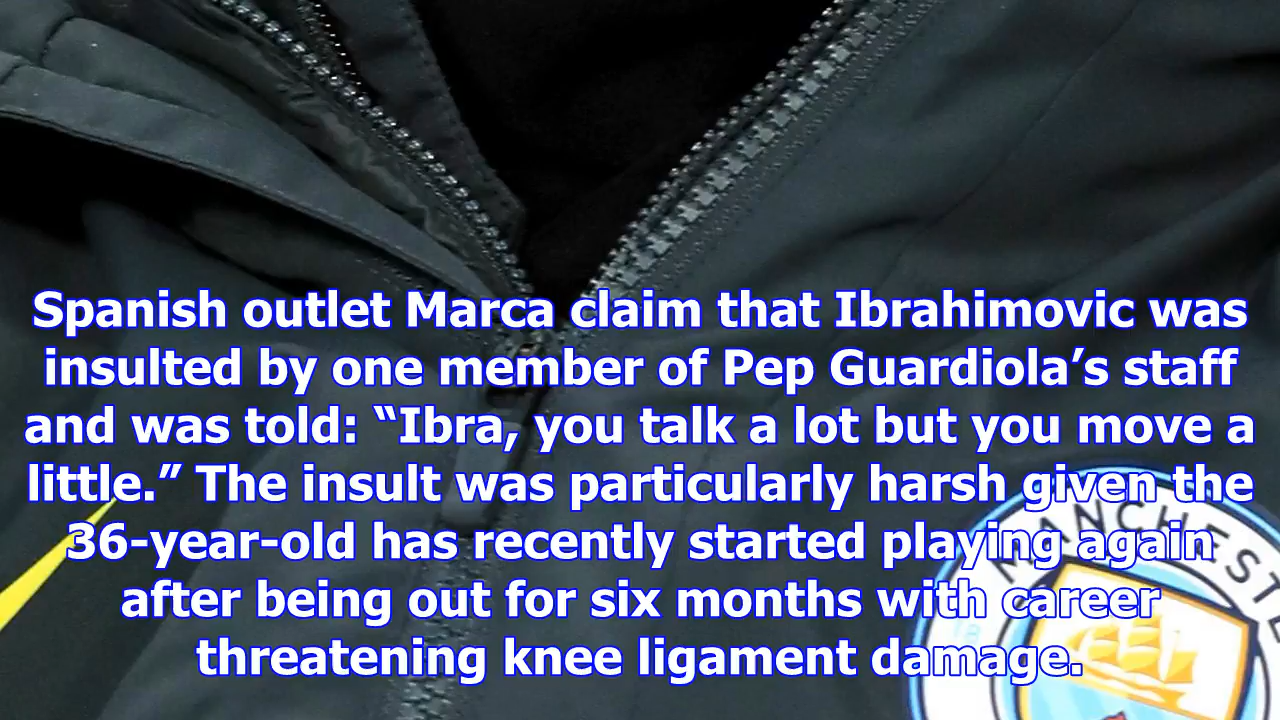 Spanish outlet Marca claim that Ibrahimovic was
insulted by one member of Pep Guardiola’s staff
and was told: “Ibra, you talk a lot but you move a
little.” The insult was particularly harsh given the
36-year-old has recently started playing again
after being out for six months with career
threatening knee ligament damage.
MANCHESTE
18